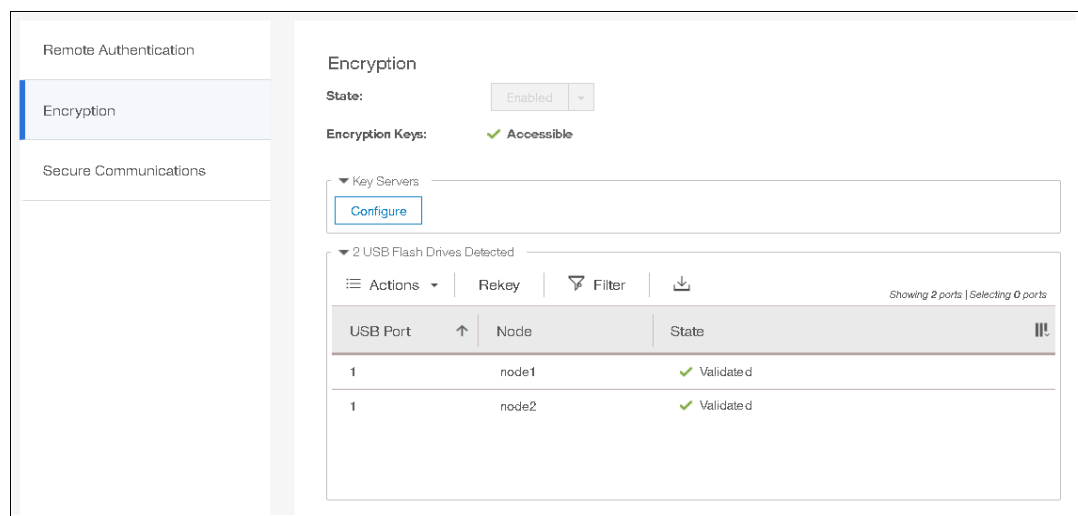 Remote Authentication
Encryption
Secure Communications
Encryption
State: Enabled
Encryption Keys: Accessible
Key Servers
Configure
2 USB Flash Drives Detected
Actions Rekey Filter
Showing 2 ports | Selecting 0 ports
USB Port Node State
1 node1 Validated
1 node2 Validated